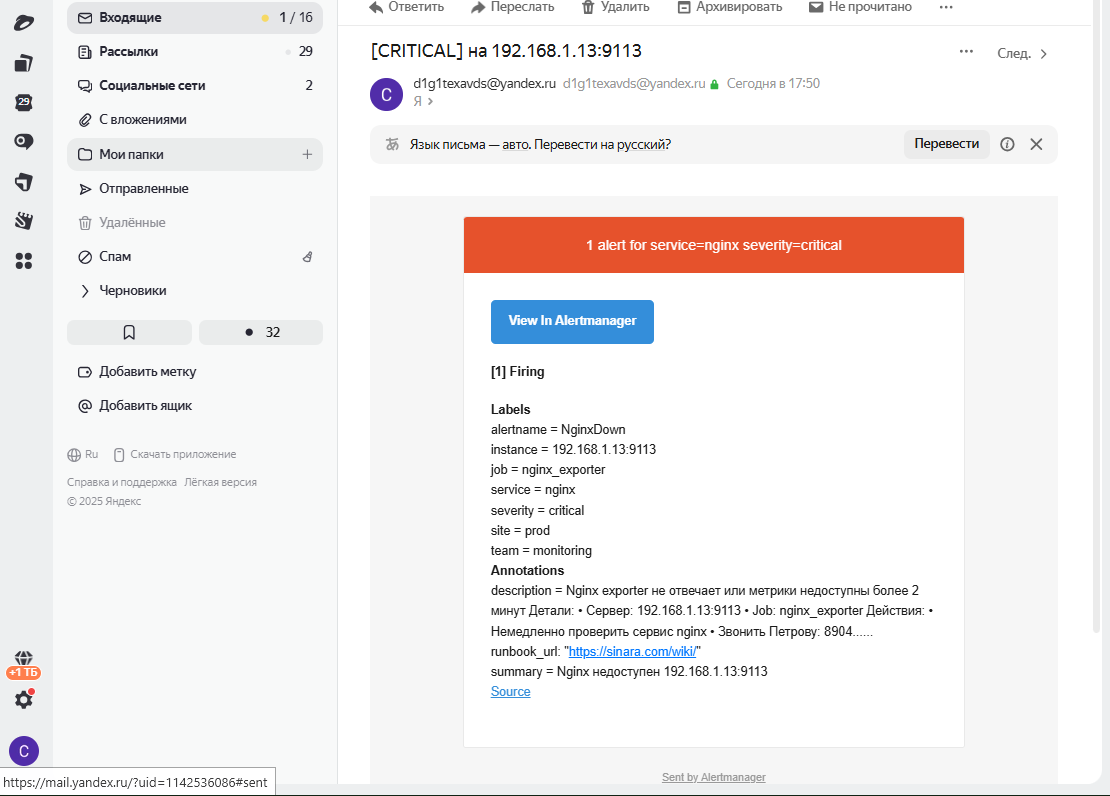 Ответить
Переслать
Удалить
Архивировать
Не прочитано
Входящие
1 / 16
Рассылки
29
Социальные сети
2
С вложениями
Мои папки
Отправленные
Удалённые
Спам
Черновики
32
Добавить метку
Добавить ящик
Ru
Скачать приложение
Справка и поддержка Лёгкая версия
© 2025 Яндекс
29
+1 ТБ
С
https://mail.yandex.ru/?uid=1142536086#sent
[CRITICAL] на 192.168.1.13:9113
След.
С
d1g1texavds@yandex.ru d1g1texavds@yandex.ru Сегодня в 17:50
Я
Язык письма — авто. Перевести на русский?
Перевести
1 alert for service=nginx severity=critical
View In Alertmanager
[1] Firing
Labels
alertname = NginxDown
instance = 192.168.1.13:9113
job = nginx_exporter
service = nginx
severity = critical
site = prod
team = monitoring
Annotations
description = Nginx exporter не отвечает или метрики недоступны более 2
минут Детали: • Сервер: 192.168.1.13:9113 • Job: nginx_exporter Действия: •
Немедленно проверить сервис nginx • Звонить Петрову: 8904......
runbook_url: "https://sinara.com/wiki/"
summary = Nginx недоступен 192.168.1.13:9113
Source
Sent by Alertmanager